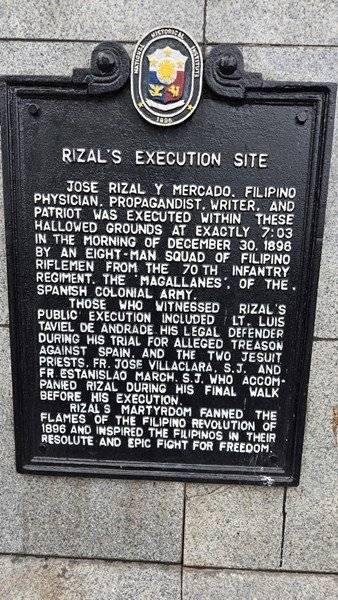 NATIONAL HISTORICAL INSTITUTE
1896
RIZAL'S EXECUTION SITE
JOSE RIZAL Y MERCADO, FILIPINO
PHYSICIAN, PROPAGANDIST, WRITER, AND
PATRIOT WAS EXECUTED WITHIN THESE
HALLOWED GROUNDS AT EXACTLY 7:03
IN THE MORNING OF DECEMBER 30, 1896
BY AN EIGHT-MAN SQUAD OF FILIPINO
RIFLEMEN FROM THE 70TH INFANTRY
REGIMENT, THE "MAGALLANES", OF THE
SPANISH COLONIAL ARMY.
THOSE WHO WITNESSED RIZAL'S
PUBLIC EXECUTION INCLUDED LT. LUIS
TAVIEL DE ANDRADE, HIS LEGAL DEFENDER
DURING HIS TRIAL FOR ALLEGED TREASON
AGAINST SPAIN, AND THE TWO JESUIT
PRIESTS, FR. JOSE VILLACLARA, S.J., AND
FR. ESTANISLAO MARCH, S.J. WHO ACCOM-
PANIED RIZAL DURING HIS FINAL WALK
BEFORE HIS EXECUTION.
RIZAL'S MARTYRDOM FANNED THE
FLAMES OF THE FILIPINO REVOLUTION OF
1896 AND INSPIRED THE FILIPINOS IN THEIR
RESOLUTE AND EPIC FIGHT FOR FREEDOM.